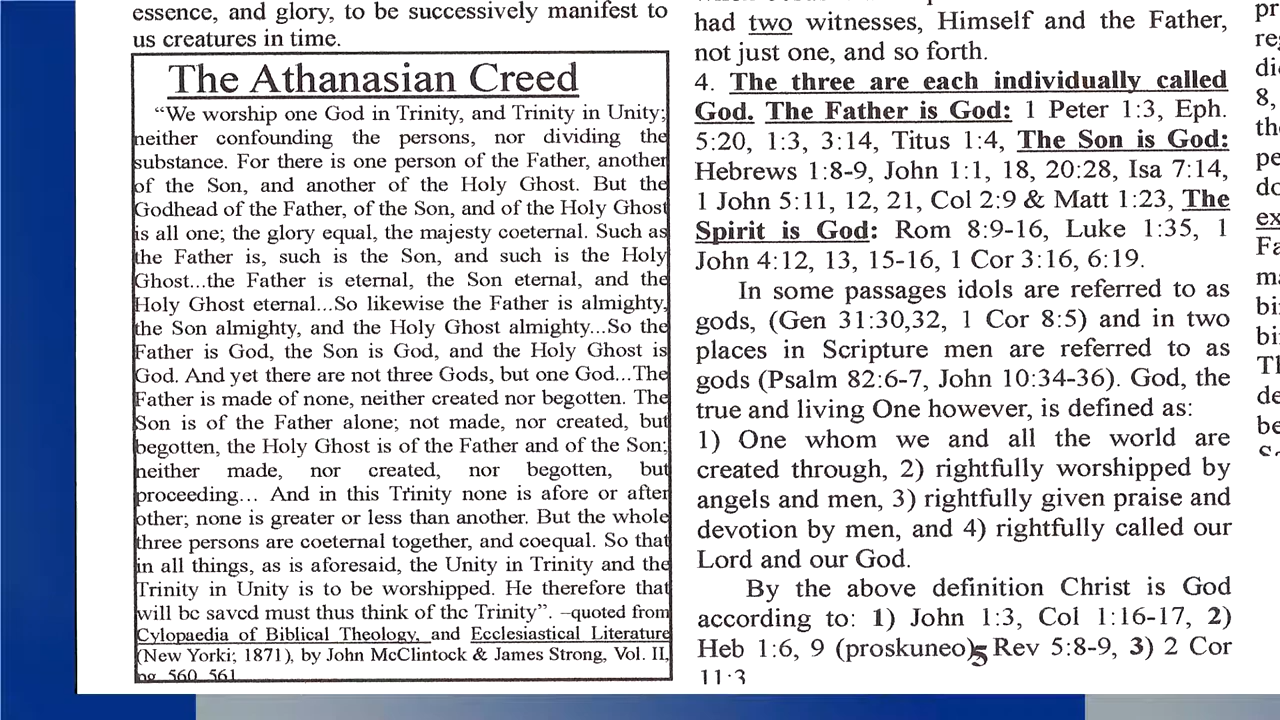 essence, and glory, to be successively manifest to
us creatures in time.
The Athanasian Creed
“We worship one God in Trinity, and Trinity in Unity;
neither confounding the persons, nor dividing the
substance. For there is one person of the Father, another
of the Son, and another of the Holy Ghost. But the
Godhead of the Father, of the Son, and of the Holy Ghost
is all one; the glory equal, the majesty coeternal. Such as
the Father is, such is the Son, and such is the Holy
Ghost...the Father is eternal, the Son eternal, and the
Holy Ghost eternal...So likewise the Father is almighty,
the Son almighty, and the Holy Ghost almighty...So the
Father is God, the Son is God, and the Holy Ghost is
God. And yet there are not three Gods, but one God...The
Father is made of none, neither created nor begotten. The
Son is of the Father alone; not made, nor created, but
begotten, the Holy Ghost is of the Father and of the Son;
neither made, nor created, nor begotten, but
proceeding... And in this Trinity none is afore or after
other; none is greater or less than another. But the whole
three persons are coeternal together, and coequal. So that
in all things, as is aforesaid, the Unity in Trinity and the
Trinity in Unity is to be worshipped. He therefore that
will be saved must thus think of the Trinity”. –quoted from
Cylopaedia of Biblical Theology, and Ecclesiastical Literature
(New Yorki; 1871), by John McClintock & James Strong, Vol. II,
pg. 560, 561
had two witnesses, Himself and the Father,
not just one, and so forth.
4. The three are each individually called
God. The Father is God: 1 Peter 1:3, Eph.
5:20, 1:3, 3:14, Titus 1:4, The Son is God:
Hebrews 1:8-9, John 1:1, 18, 20:28, Isa 7:14,
1 John 5:11, 12, 21, Col 2:9 & Matt 1:23, The
Spirit is God: Rom 8:9-16, Luke 1:35, 1
John 4:12, 13, 15-16, 1 Cor 3:16, 6:19.
In some passages idols are referred to as
gods, (Gen 31:30,32, 1 Cor 8:5) and in two
places in Scripture men are referred to as
gods (Psalm 82:6-7, John 10:34-36). God, the
true and living One however, is defined as:
1) One whom we and all the world are
created through, 2) rightfully worshipped by
angels and men, 3) rightfully given praise and
devotion by men, and 4) rightfully called our
Lord and our God.
By the above definition Christ is God
according to: 1) John 1:3, Col 1:16-17, 2)
Heb 1:6, 9 (proskuneo), Rev 5:8-9, 3) 2 Cor
11:3
5